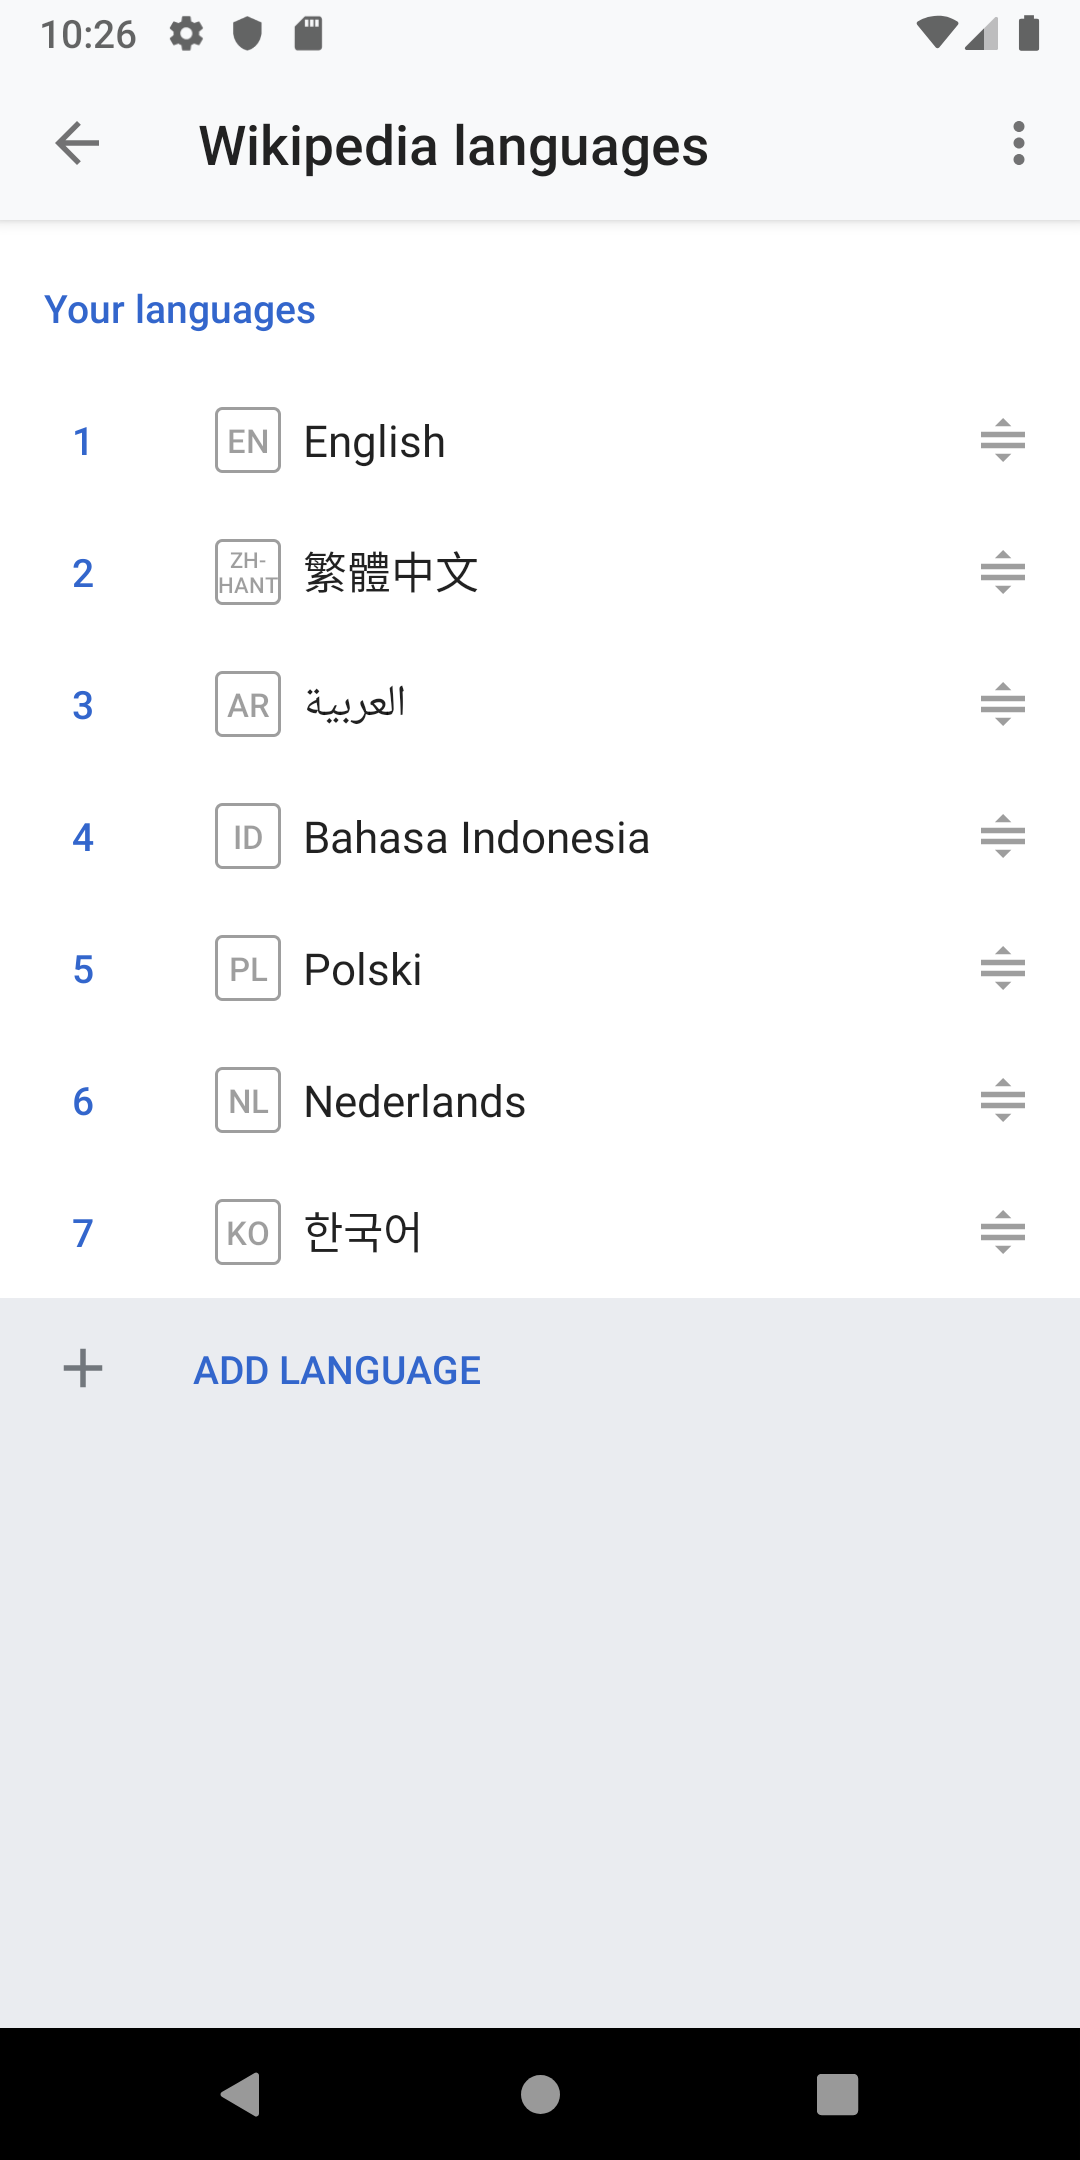 10:26
Wikipedia languages
Your languages
1 EN English
2 ZH-HANT 繁體中文
3 AR العربية
4 ID Bahasa Indonesia
5 PL Polski
6 NL Nederlands
7 KO 한국어
ADD LANGUAGE